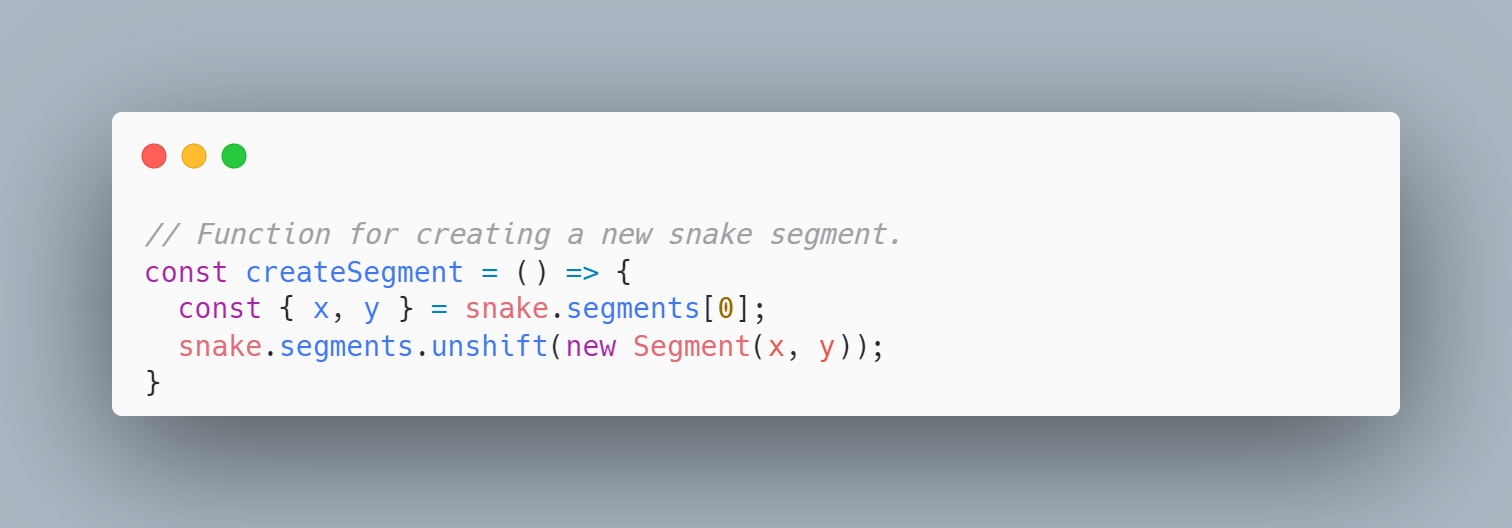 // Function for creating a new snake segment.
const createSegment = () => {
  const { x, y } = snake.segments[0];
  snake.segments.unshift(new Segment(x, y));
}